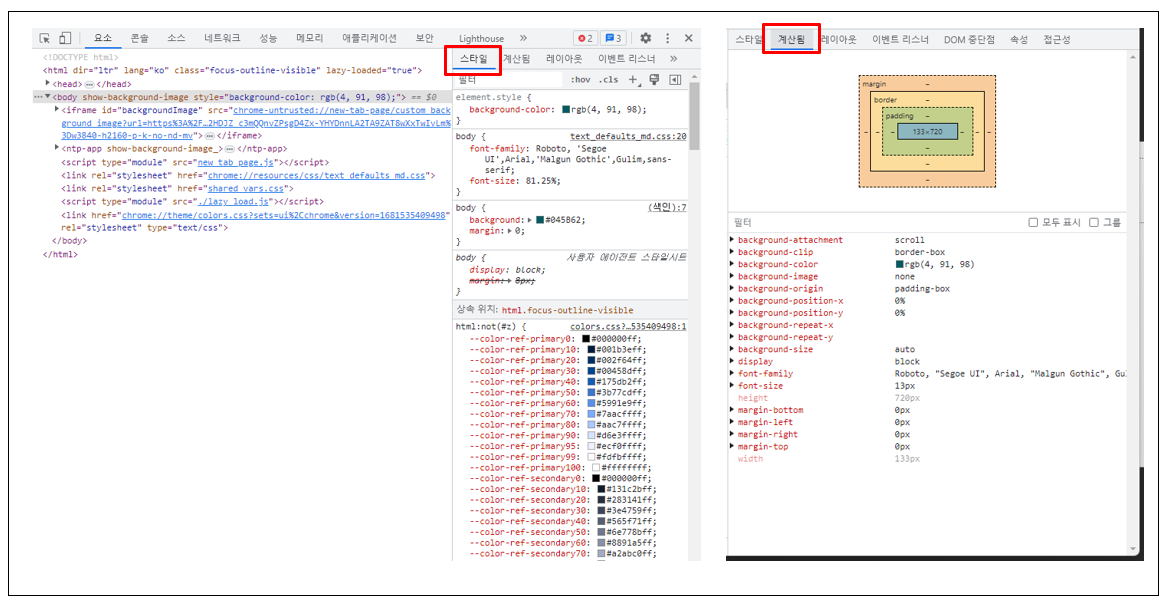 요소 콘솔 소스 네트워크 성능 메모리 애플리케이션 보안 Lighthouse » 2 3
<!DOCTYPE html>
<html dir="ltr" lang="ko" class="focus-outline-visible" lazy-loaded="true">
<head>…</head>
<body show-background-image style="background-color: rgb(4, 91, 98);"> == $0
<iframe id="backgroundImage" src="chrome-untrusted://new-tab-page/custom_back
</iframe>
<ntp-app show-background-image_>…</ntp-app>
<script type="module" src="new_tab_page.js"></script>
<link rel="stylesheet" href="chrome://resources/css/text_defaults_md.css">
<link rel="stylesheet" href="shared_vars.css">
<script type="module" src="./lazy_load.js"></script>
<link href="chrome://theme/colors.css?sets=ui%2Cchrome&version=1681535409498"
rel="stylesheet" type="text/css">
</body>
</html>
스타일 계산됨 레이아웃 이벤트 리스너 »
필터 :hov .cls +
element.style {
background-color: rgb(4, 91, 98);
}
body { text_defaults_md.css:20
font-family: Roboto, 'Segoe
UI',Arial,'Malgun Gothic',Gulim,sans-
serif;
font-size: 81.25%;
}
body { (색인):7
background: #045862;
margin: 0;
}
body { 사용자 에이전트 스타일시트
display: block;
margin: 8px;
}
상속 위치: html.focus-outline-visible
html:not(#z) { colors.css?…535409498:1
--color-ref-primary0: #000000ff;
--color-ref-primary10: #001b3eff;
--color-ref-primary20: #002f64ff;
--color-ref-primary30: #00458dff;
--color-ref-primary40: #175db2ff;
--color-ref-primary50: #3b77cdff;
--color-ref-primary60: #5991e9ff;
--color-ref-primary70: #7aacffff;
--color-ref-primary80: #aac7ffff;
--color-ref-primary90: #d6e3ffff;
--color-ref-primary95: #ecf0ffff;
--color-ref-primary99: #fdfbffff;
--color-ref-primary100: #ffffffff;
--color-ref-secondary0: #000000ff;
--color-ref-secondary10: #131c2bff;
--color-ref-secondary20: #283141ff;
--color-ref-secondary30: #3e4759ff;
--color-ref-secondary40: #565f71ff;
--color-ref-secondary50: #6e778bff;
--color-ref-secondary60: #8891a5ff;
--color-ref-secondary70: #a2abc0ff;
스타일 계산됨 레이아웃 이벤트 리스너 DOM 중단점 속성 접근성
margin -
border -
padding -
- - - 133×720 - - -
-
-
-
필터 모두 표시 그룹
background-attachment scroll
background-clip border-box
background-color rgb(4, 91, 98)
background-image none
background-origin padding-box
background-position-x 0%
background-position-y 0%
background-repeat-x
background-repeat-y
background-size auto
display block
font-family Roboto, "Segoe UI", Arial, "Malgun Gothic", Gu
font-size 13px
height 720px
margin-bottom 0px
margin-left 0px
margin-right 0px
margin-top 0px
width 133px